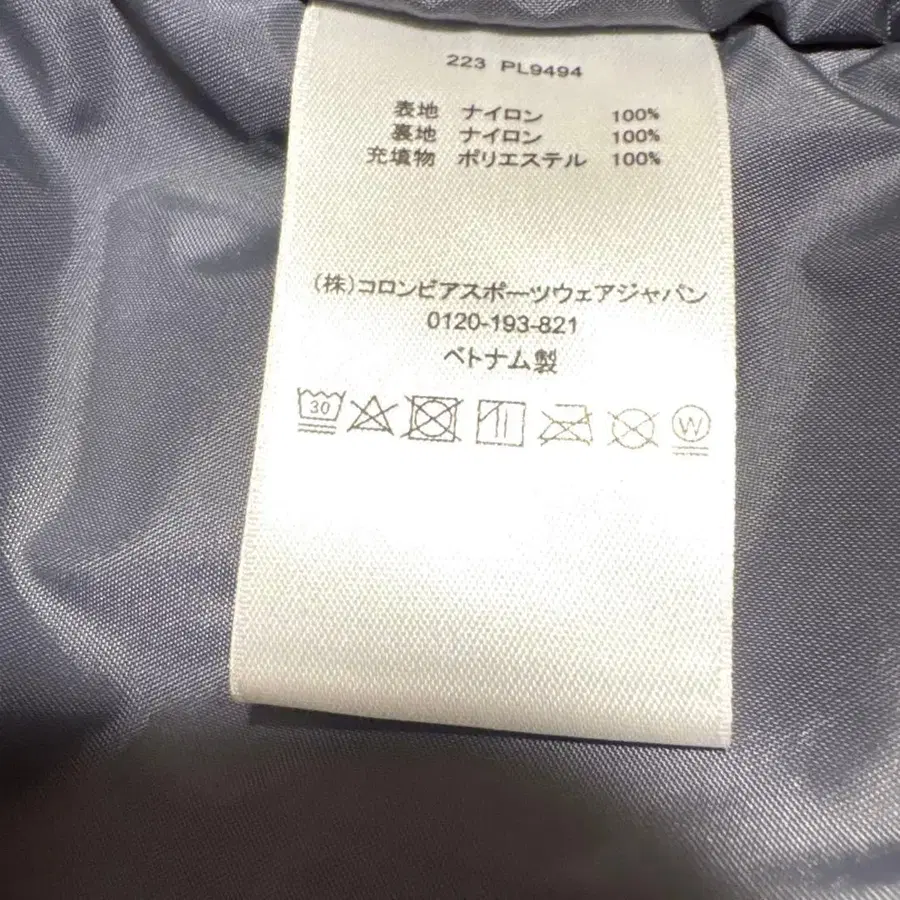 223 PL9494
表地 ナイロン 100%
裏地 ナイロン 100%
充填物 ポリエステル 100%
(株)コロンビアスポーツウェアジャパン
0120-193-821
ベトナム製
30 W